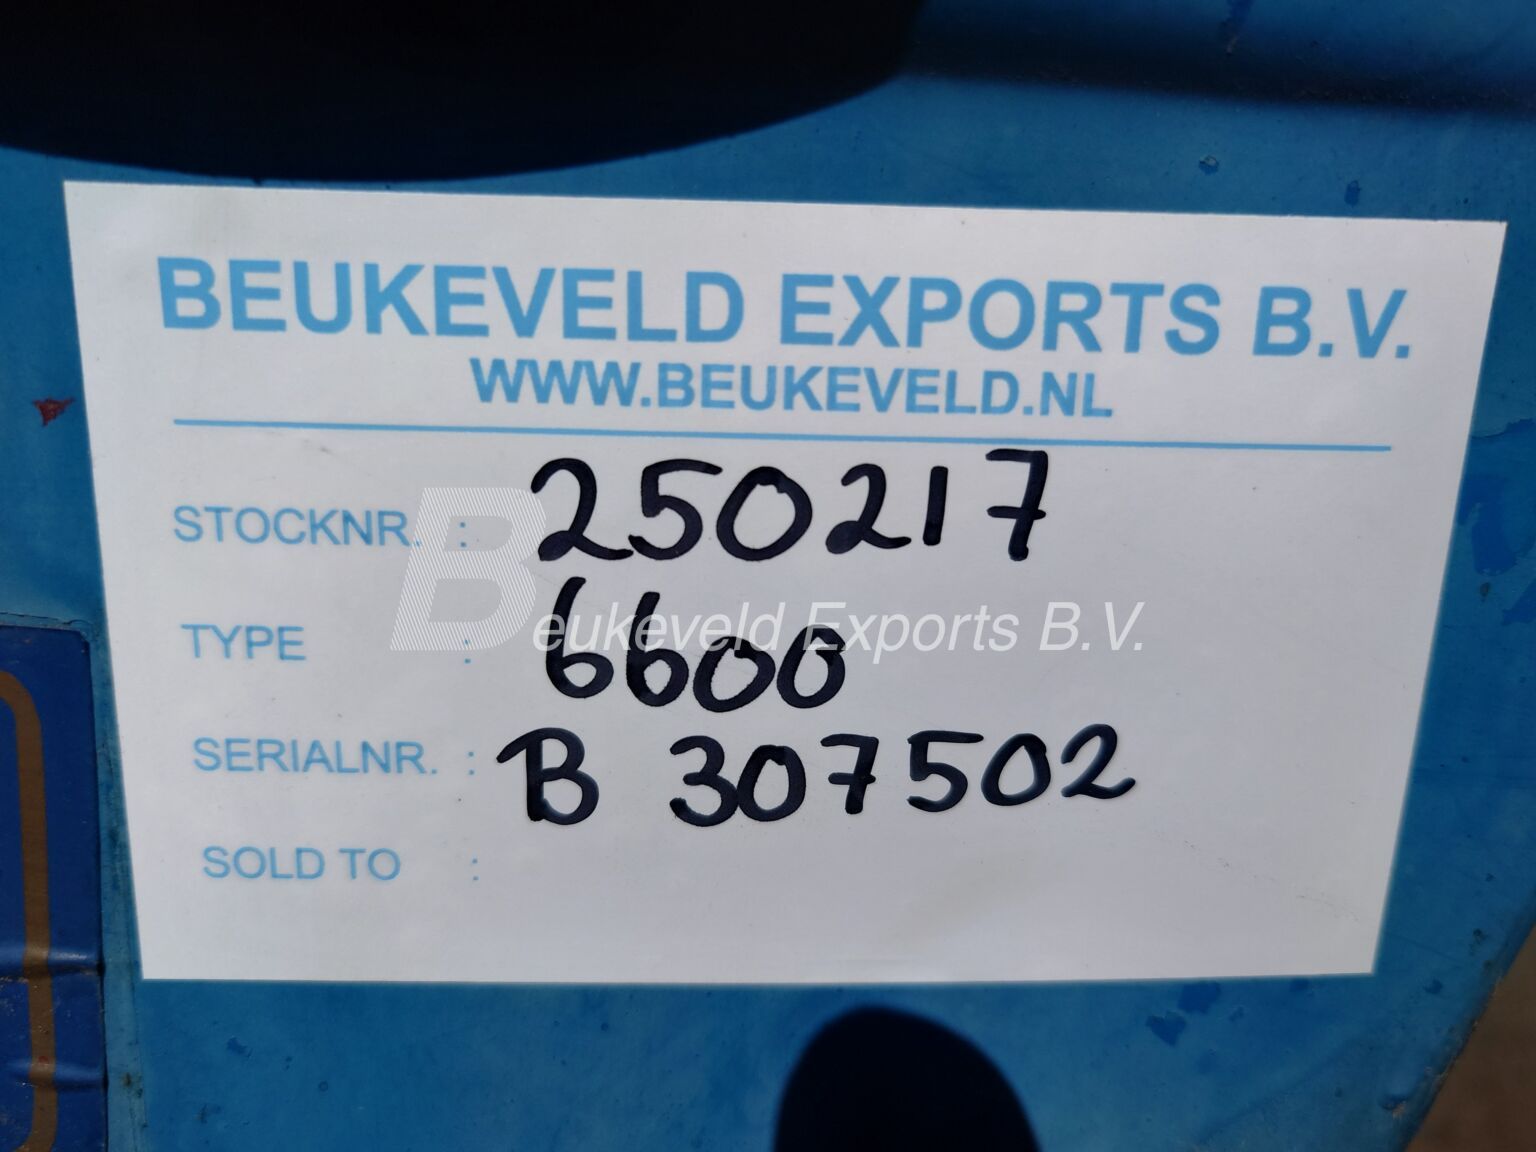 BEUKEVELD EXPORTS B.V.
WWW.BEUKEVELD.NL
STOCKNR. : 250217
Beukeveld Exports B.V.
TYPE : 6600
SERIALNR. : B 307502
SOLD TO :